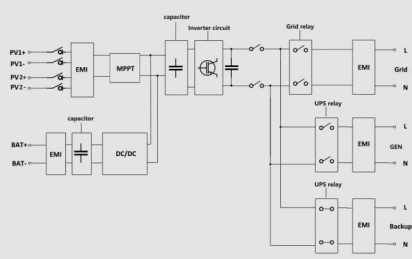 capacitor
Inverter circuit
Grid relay
PV1+
PV1-
PV2+
PV2-
EMI
MPPT
EMI
L
Grid
N
capacitor
BAT+
BAT-
EMI
DC/DC
UPS relay
EMI
L
GEN
N
UPS relay
EMI
L
Backup
N